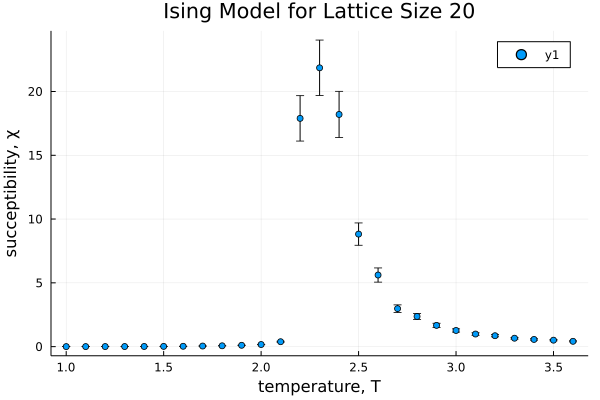 Ising Model for Lattice Size 20
y1
succeptibility, χ
20
15
10
5
0
1.0 1.5 2.0 2.5 3.0 3.5
temperature, T